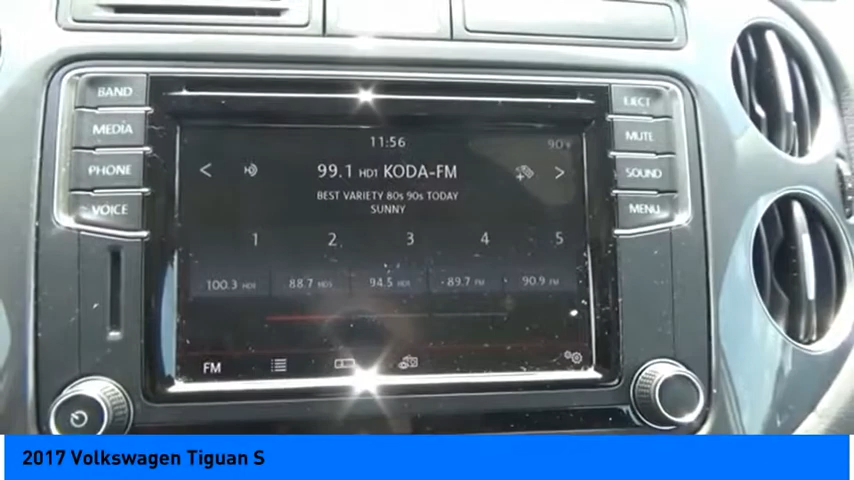 BAND
MEDIA
PHONE
VOICE
EJECT
MUTE
SOUND
MENU
11:56
90°F
< 99.1 HD1 KODA-FM >
BEST VARIETY 80s 90s TODAY
SUNNY
1 2 3 4 5
100.3 HD1 88.7 HD1 94.5 HD1 89.7 FM 90.9 FM
FM
2017 Volkswagen Tiguan S